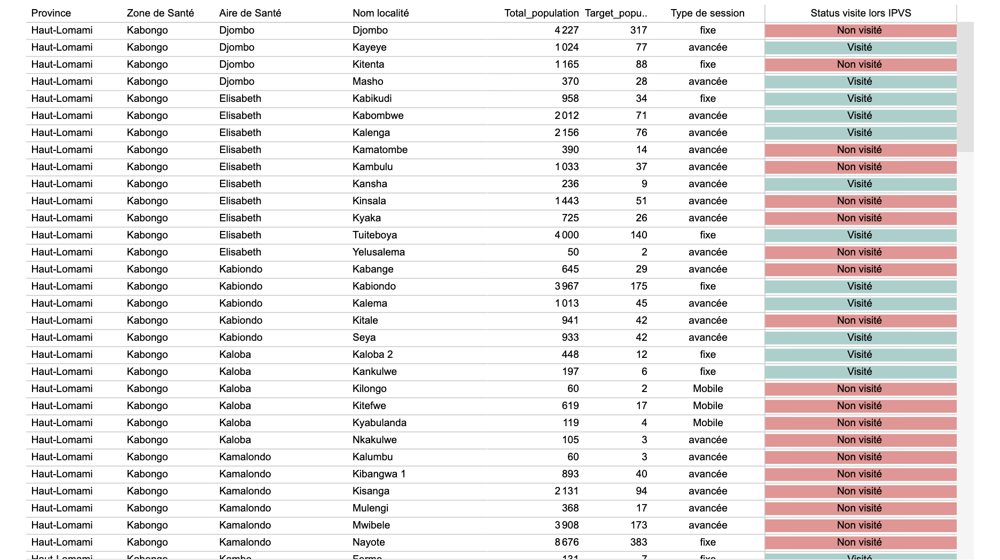 Province Zone de Santé Aire de Santé Nom localité Total_population Target_popu.. Type de session Status visite lors IPVS
Haut-Lomami Kabongo Djombo Djombo 4 227 317 fixe Non visité
Haut-Lomami Kabongo Djombo Kayeye 1 024 77 avancée Visité
Haut-Lomami Kabongo Djombo Kitenta 1 165 88 fixe Non visité
Haut-Lomami Kabongo Djombo Masho 370 28 avancée Visité
Haut-Lomami Kabongo Elisabeth Kabikudi 958 34 fixe Visité
Haut-Lomami Kabongo Elisabeth Kabombwe 2 012 71 avancée Visité
Haut-Lomami Kabongo Elisabeth Kalenga 2 156 76 avancée Visité
Haut-Lomami Kabongo Elisabeth Kamatombe 390 14 avancée Non visité
Haut-Lomami Kabongo Elisabeth Kambulu 1 033 37 avancée Non visité
Haut-Lomami Kabongo Elisabeth Kansha 236 9 avancée Visité
Haut-Lomami Kabongo Elisabeth Kinsala 1 443 51 avancée Non visité
Haut-Lomami Kabongo Elisabeth Kyaka 725 26 avancée Non visité
Haut-Lomami Kabongo Elisabeth Tuiteboya 4 000 140 fixe Visité
Haut-Lomami Kabongo Elisabeth Yelusalema 50 2 avancée Non visité
Haut-Lomami Kabongo Kabiondo Kabange 645 29 avancée Non visité
Haut-Lomami Kabongo Kabiondo Kabiondo 3 967 175 fixe Visité
Haut-Lomami Kabongo Kabiondo Kalema 1 013 45 avancée Visité
Haut-Lomami Kabongo Kabiondo Kitale 941 42 avancée Non visité
Haut-Lomami Kabongo Kabiondo Seya 933 42 avancée Visité
Haut-Lomami Kabongo Kaloba Kaloba 2 448 12 fixe Visité
Haut-Lomami Kabongo Kaloba Kankulwe 197 6 fixe Visité
Haut-Lomami Kabongo Kaloba Kilongo 60 2 Mobile Non visité
Haut-Lomami Kabongo Kaloba Kitefwe 619 17 Mobile Non visité
Haut-Lomami Kabongo Kaloba Kyabulanda 119 4 Mobile Non visité
Haut-Lomami Kabongo Kaloba Nkakulwe 105 3 avancée Non visité
Haut-Lomami Kabongo Kamalondo Kalumbu 60 3 avancée Non visité
Haut-Lomami Kabongo Kamalondo Kibangwa 1 893 40 avancée Non visité
Haut-Lomami Kabongo Kamalondo Kisanga 2 131 94 avancée Non visité
Haut-Lomami Kabongo Kamalondo Mulengi 368 17 avancée Non visité
Haut-Lomami Kabongo Kamalondo Mwibele 3 908 173 avancée Non visité
Haut-Lomami Kabongo Kamalondo Nayote 8 676 383 fixe Non visité
Haut-Lomami Kabongo fixe Visité